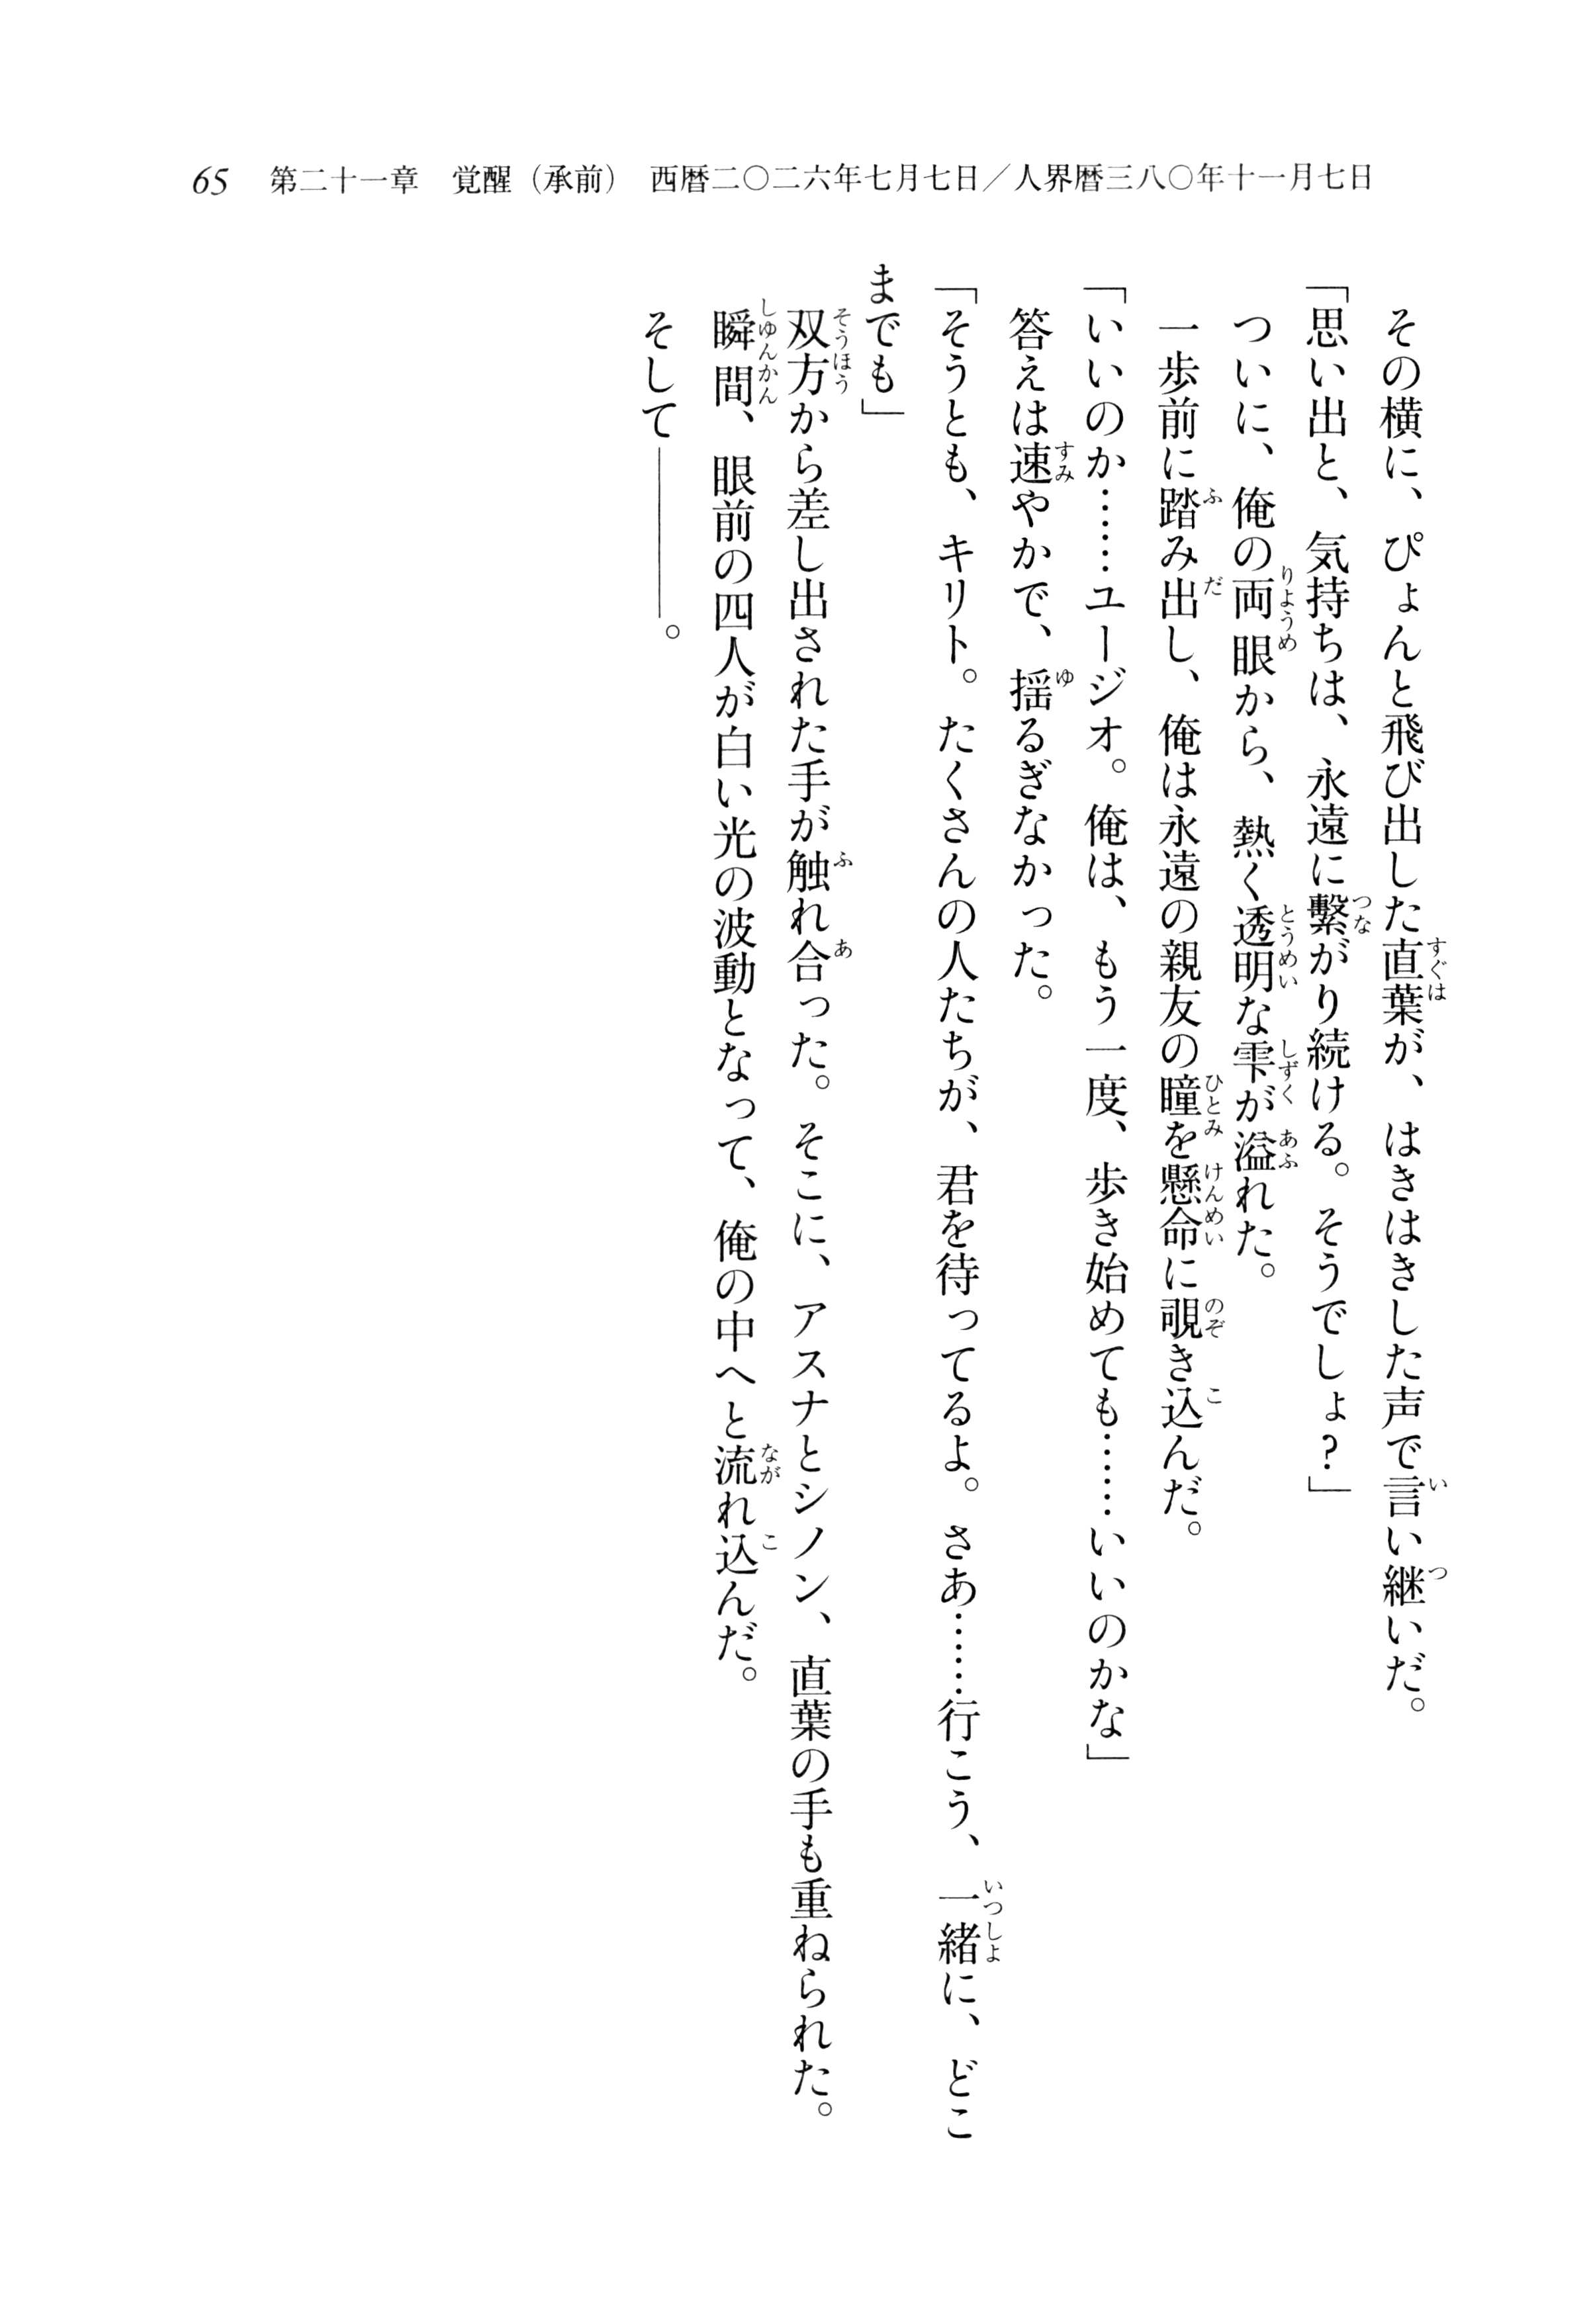 65 第二十一章 覚醒（承前） 西暦二〇二六年七月七日／人界暦三八〇年十一月七日
その横に、ぴょんと飛び出した直葉が、はきはきした声で言い継いだ。
「思い出と、気持ちは、永遠に繫がり続ける。そうでしょ？」
ついに、俺の両眼から、熱く透明な雫が溢れた。
一歩前に踏み出し、俺は永遠の親友の瞳を懸命に覗き込んだ。
「いいのか……ユージオ。俺は、もう一度、歩き始めても……いいのかな」
答えは速やかで、揺るぎなかった。
「そうとも、キリト。たくさんの人たちが、君を待ってるよ。さあ……行こう、一緒に、どこ
までも」
双方から差し出された手が触れ合った。そこに、アスナとシノン、直葉の手も重ねられた。
瞬間、眼前の四人が白い光の波動となって、俺の中へと流れ込んだ。
そして————。